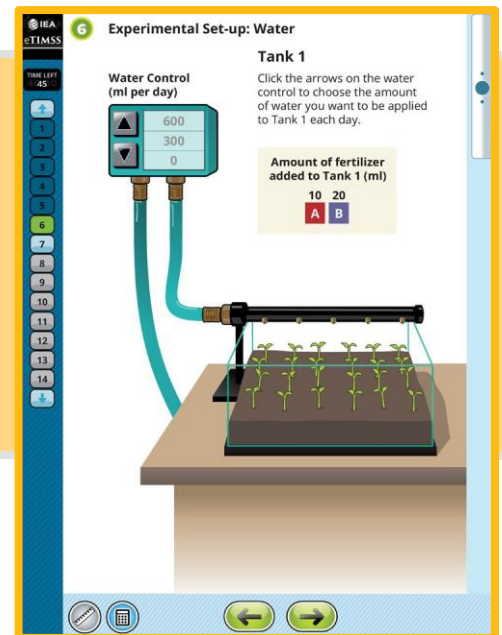 IEA
eTIMSS
TIME LEFT
45
1
2
3
4
5
6
7
8
9
10
11
12
13
14
6 Experimental Set-up: Water
Water Control
(ml per day)
600
300
0
Tank 1
Click the arrows on the water
control to choose the amount
of water you want to be applied
to Tank 1 each day.
Amount of fertilizer
added to Tank 1 (ml)
10 20
A B